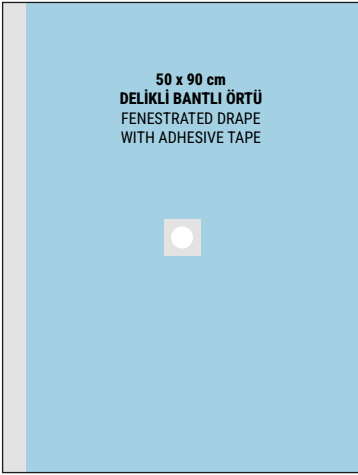 50 x 90 cm
DELİKLİ BANTLI ÖRTÜ
FENESTRATED DRAPE
WITH ADHESIVE TAPE